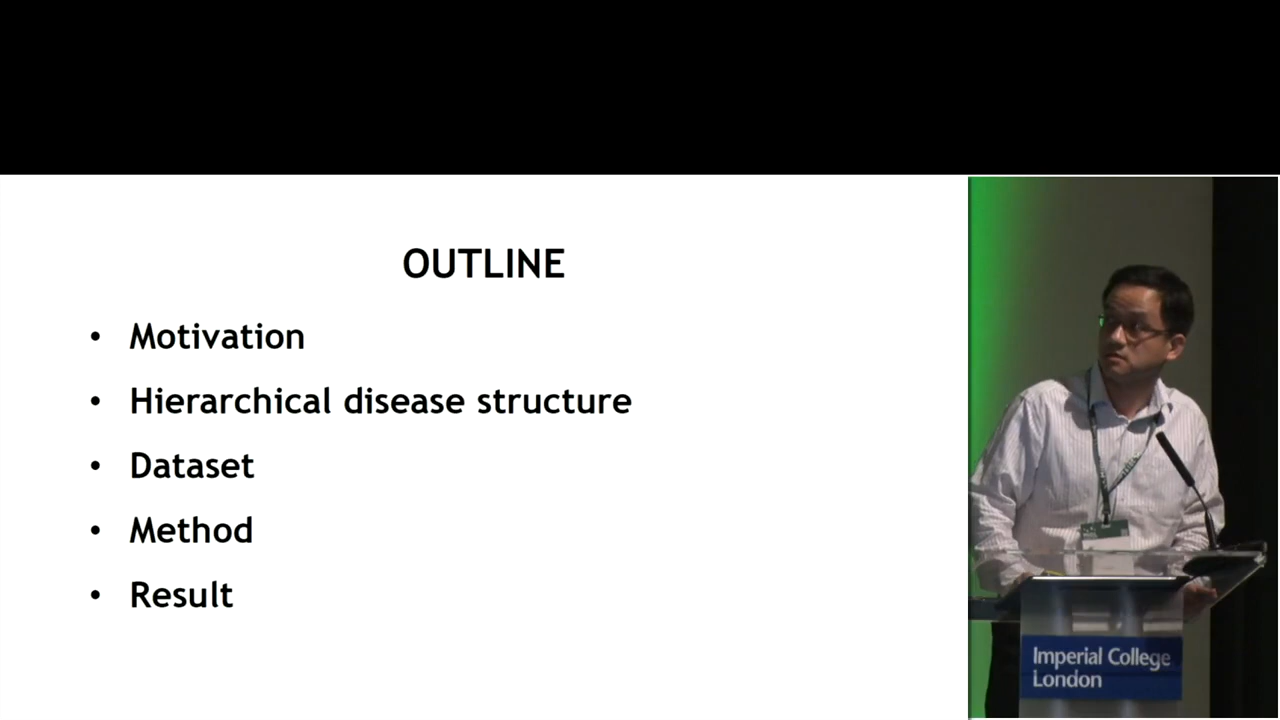 OUTLINE
• Motivation
• Hierarchical disease structure
• Dataset
• Method
• Result
Imperial College
London